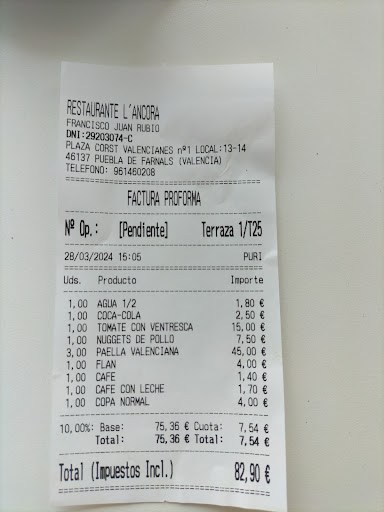 RESTAURANTE L´ANCORA
FRANCISCO JUAN RUBIO
DNI:29203074-C
PLAZA CORST VALENCIANES nº1 LOCAL:13-14
46137 PUEBLA DE FARNALS (VALENCIA)
TELEFONO: 961460208
FACTURA PROFORMA
Nº Op.: [Pendiente] Terraza 1/T25
28/03/2024 15:05 PURI
Uds. Producto Importe
1,00 AGUA 1/2 1,80 €
1,00 COCA-COLA 2,50 €
1,00 TOMATE CON VENTRESCA 15,00 €
1,00 NUGGETS DE POLLO 7,50 €
3,00 PAELLA VALENCIANA 45,00 €
1,00 FLAN 4,00 €
1,00 CAFE 1,40 €
1,00 CAFE CON LECHE 1,70 €
1,00 COPA NORMAL 4,00 €
10,00%: Base: 75,36 € Cuota: 7,54 €
Total: 75,36 € Total: 7,54 €
Total (Impuestos Incl.) 82,90 €